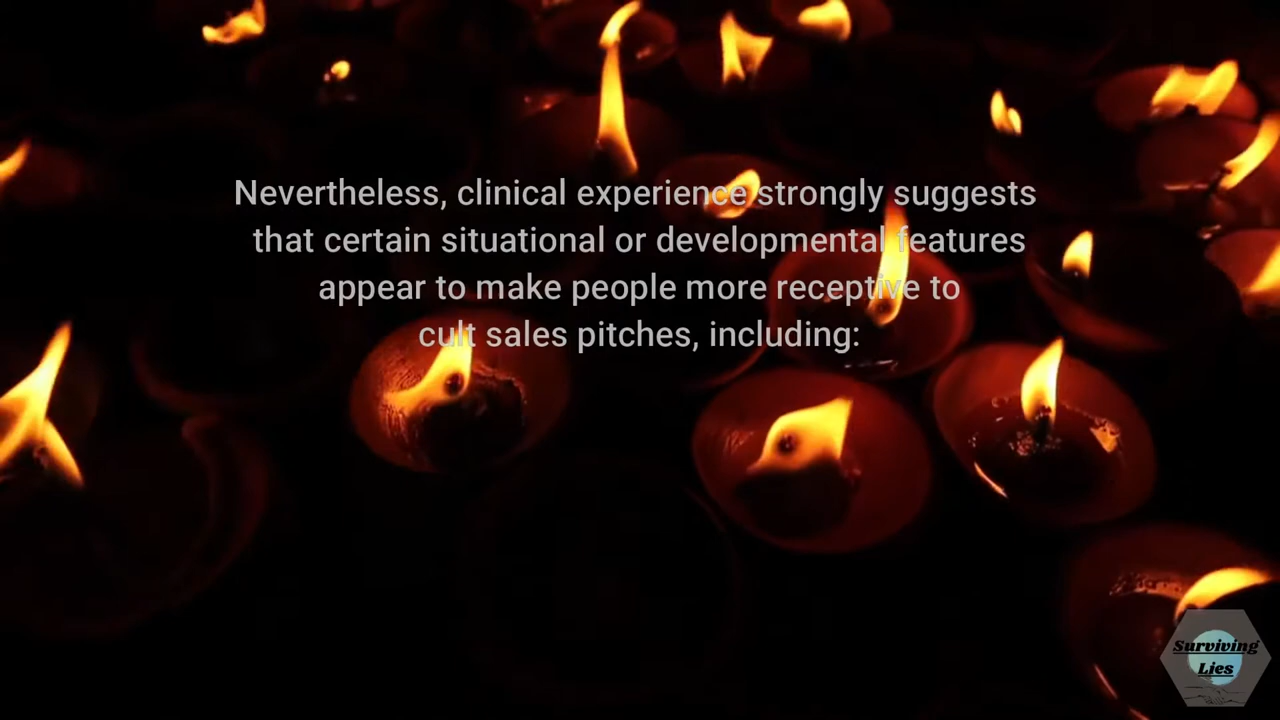 Nevertheless, clinical experience strongly suggests
that certain situational or developmental features
appear to make people more receptive to
cult sales pitches, including:
Surviving
Lies